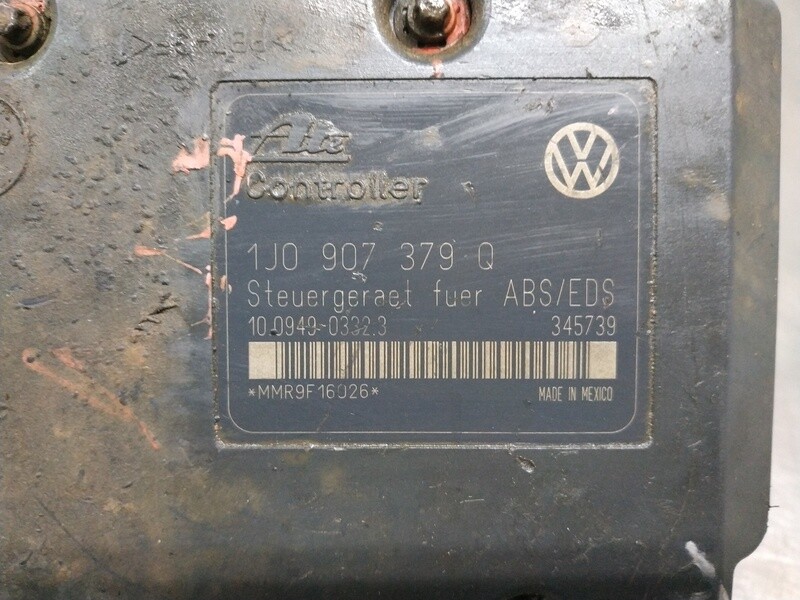 Ate
Controller
1J0 907 379 Q
Steuergeraet fuer ABS/EDS
10.0949-0332.3 345739
*MMR9F16026*
MADE IN MEXICO